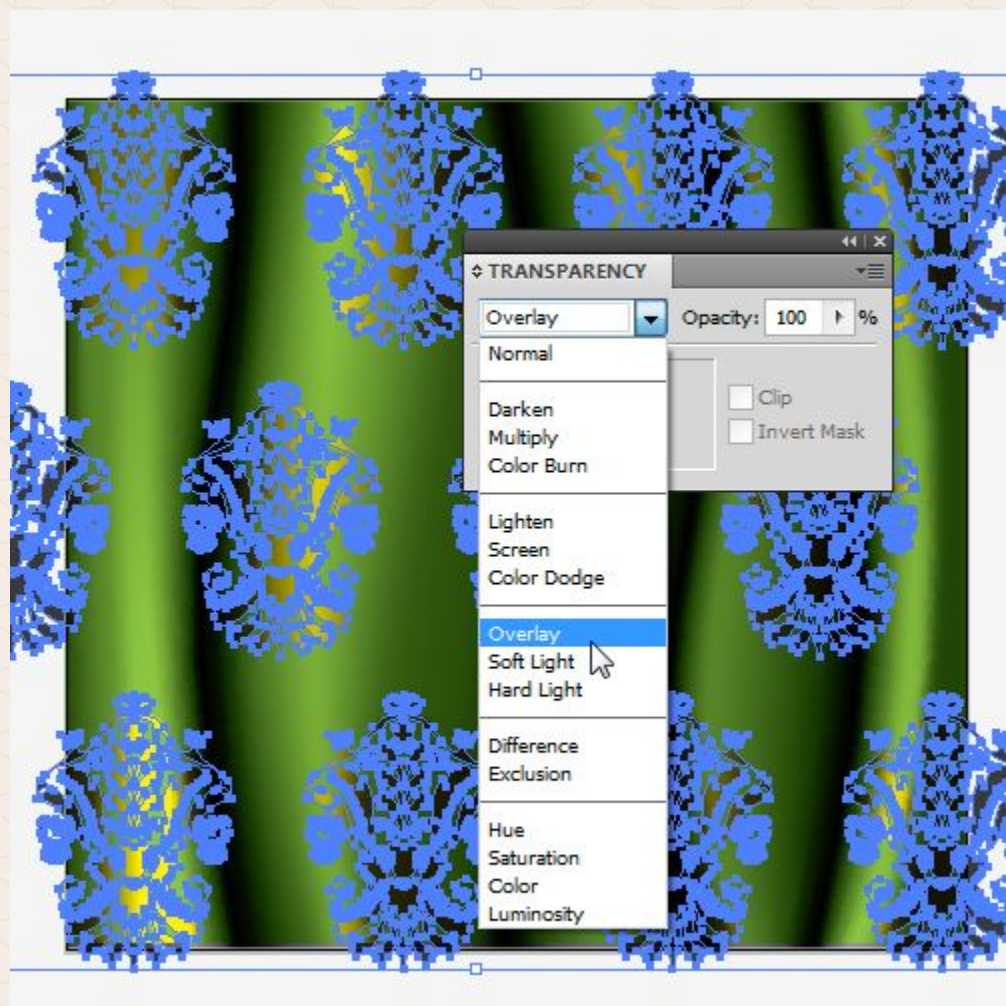 TRANSPARENCY
Overlay Opacity: 100 %
Normal
Darken
Multiply
Color Burn
Lighten
Screen
Color Dodge
Overlay
Soft Light
Hard Light
Difference
Exclusion
Hue
Saturation
Color
Luminosity
Clip
Invert Mask